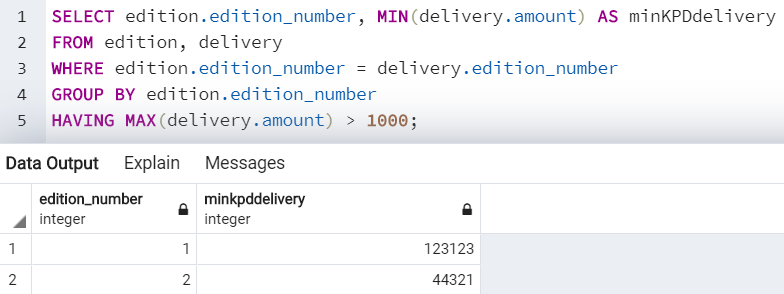 1 SELECT edition.edition_number, MIN(delivery.amount) AS minKPDdelivery
2 FROM edition, delivery
3 WHERE edition.edition_number = delivery.edition_number
4 GROUP BY edition.edition_number
5 HAVING MAX(delivery.amount) > 1000;
Data Output Explain Messages
edition_number minkpddelivery
integer integer
1 1 123123
2 2 44321